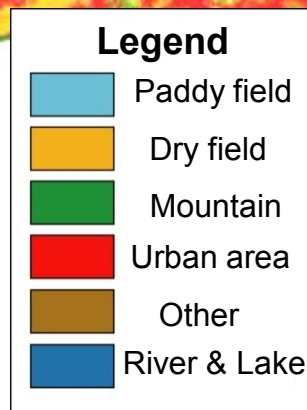 Legend
Paddy field
Dry field
Mountain
Urban area
Other
River & Lake